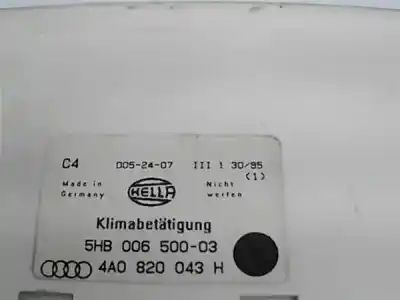 C4 D05-24-07 III 1 30/95
(1)
Made in Germany HELLA Nicht werfen
Klimabetätigung
5HB 006 500-03
4A0 820 043 H